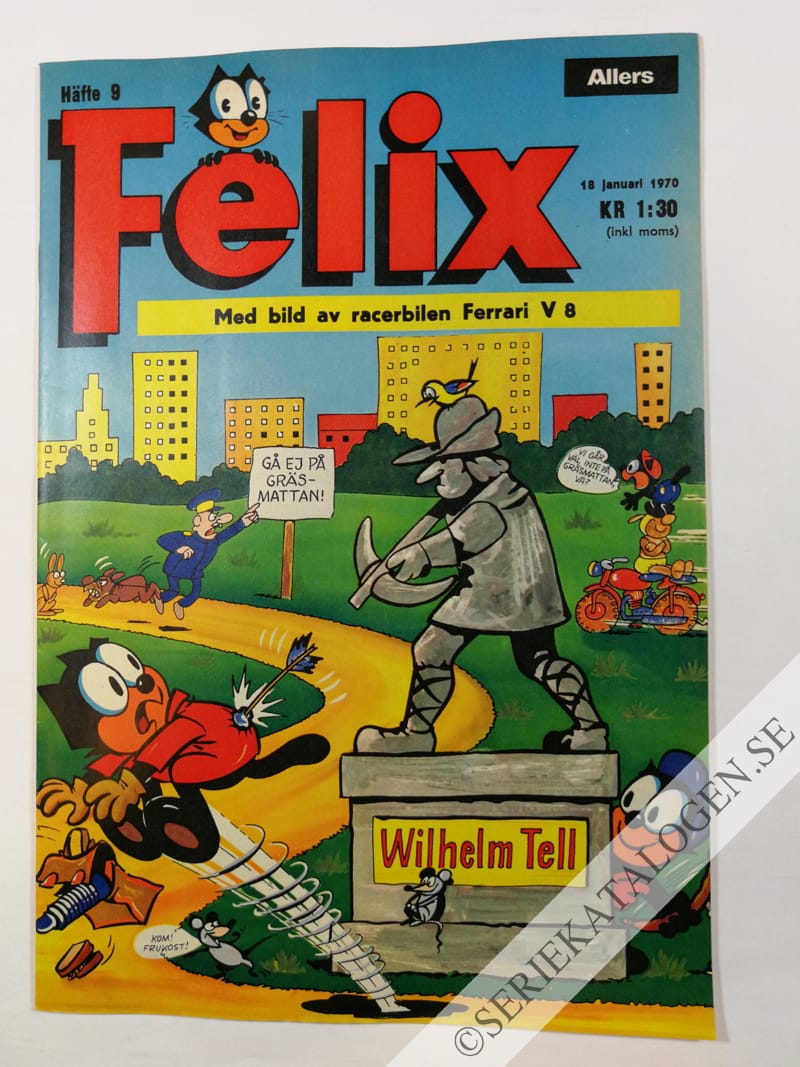 Häfte 9
Allers
Felix
18 januari 1970
KR 1:30
(inkl moms)
Med bild av racerbilen Ferrari V 8
GÅ EJ PÅ
GRÄS-
MATTAN!
VI GÅR
VÄL INTE PÅ
GRÄSMATTAN,
VA?
Wilhelm Tell
KOM!
FRUKOST!
©SERIEKATALOGEN.SE